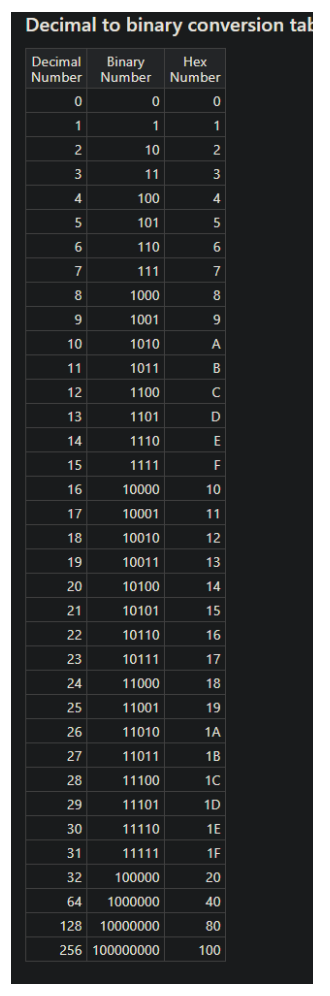 Decimal to binary conversion tab
Decimal Number Binary Number Hex Number
0 0 0
1 1 1
2 10 2
3 11 3
4 100 4
5 101 5
6 110 6
7 111 7
8 1000 8
9 1001 9
10 1010 A
11 1011 B
12 1100 C
13 1101 D
14 1110 E
15 1111 F
16 10000 10
17 10001 11
18 10010 12
19 10011 13
20 10100 14
21 10101 15
22 10110 16
23 10111 17
24 11000 18
25 11001 19
26 11010 1A
27 11011 1B
28 11100 1C
29 11101 1D
30 11110 1E
31 11111 1F
32 100000 20
64 1000000 40
128 10000000 80
256 100000000 100